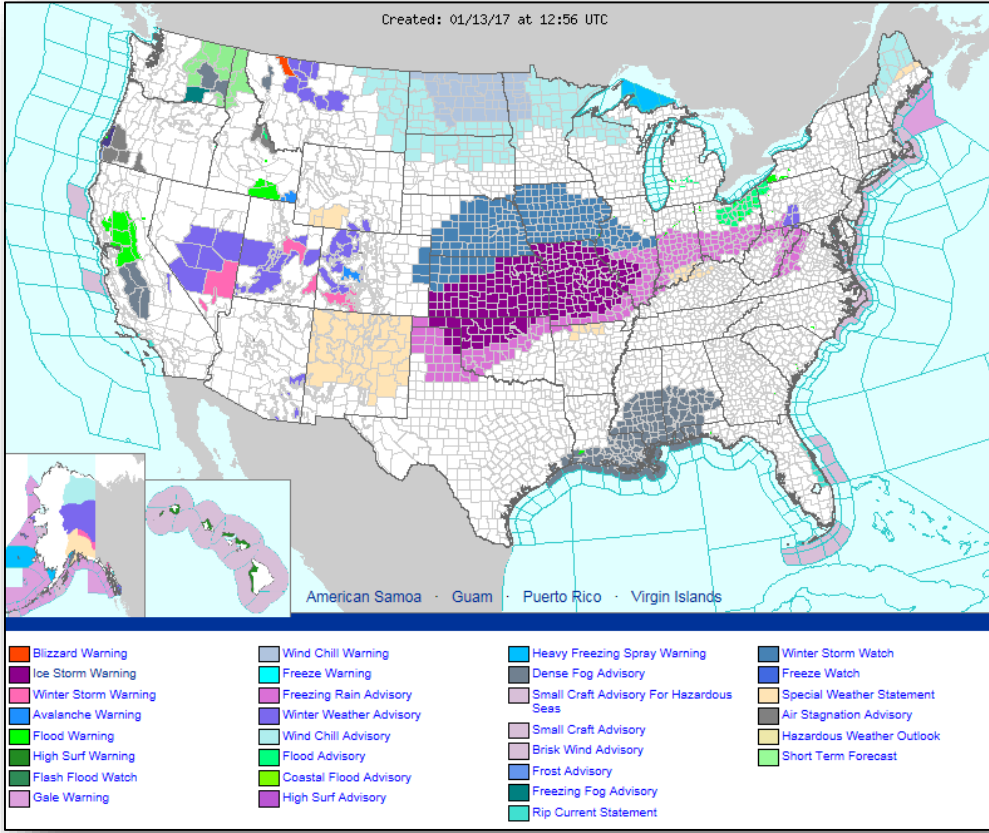 Created: 01/13/17 at 12:56 UTC
American Samoa · Guam · Puerto Rico · Virgin Islands
Blizzard Warning
Ice Storm Warning
Winter Storm Warning
Avalanche Warning
Flood Warning
High Surf Warning
Flash Flood Watch
Gale Warning
Wind Chill Warning
Freeze Warning
Freezing Rain Advisory
Winter Weather Advisory
Wind Chill Advisory
Flood Advisory
Coastal Flood Advisory
High Surf Advisory
Heavy Freezing Spray Warning
Dense Fog Advisory
Small Craft Advisory For Hazardous
Seas
Small Craft Advisory
Brisk Wind Advisory
Frost Advisory
Freezing Fog Advisory
Rip Current Statement
Winter Storm Watch
Freeze Watch
Special Weather Statement
Air Stagnation Advisory
Hazardous Weather Outlook
Short Term Forecast